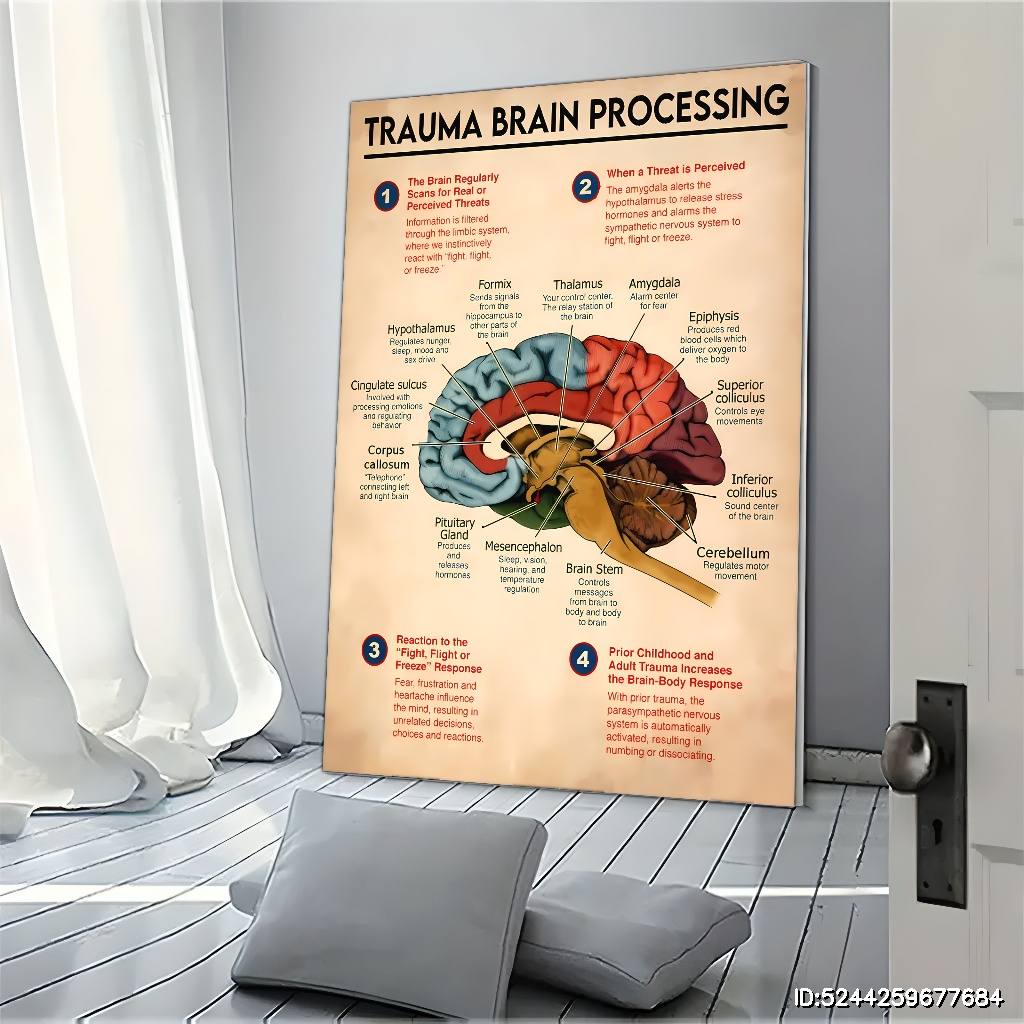 TRAUMA BRAIN PROCESSING
1
The Brain Regularly
Scans for Real or
Perceived Threats
Information is filtered
through the limbic system,
where we instinctively
react with "fight, flight,
or freeze"
2
When a Threat is Perceived
The amygdala alerts the
hypothalamus to release stress
hormones and alarms the
sympathetic nervous system to
fight, flight or freeze.
Formix
Sends signals
from the
hippocampus to
other parts of
the brain
Thalamus
Your control center.
The relay station of
the brain
Amygdala
Alarm center
for fear
Hypothalamus
Regulates hunger,
sleep, mood and
sex drive
Epiphysis
Produces red
blood cells which
deliver oxygen to
the body
Cingulate sulcus
Involved with
processing emotions
and regulating
behavior
Superior
colliculus
Controls eye
movements
Corpus
callosum
"Telephone"
connecting left
and right brain
Inferior
colliculus
Sound center
of the brain
Pituitary
Gland
Produces
and
releases
hormones
Mesencephalon
Sleep, vision,
hearing, and
temperature
regulation
Brain Stem
Controls
messages
from brain to
body and body
to brain
Cerebellum
Regulates motor
movement
3
Reaction to the
"Fight, Flight or
Freeze" Response
Fear, frustration and
heartache influence
the mind, resulting in
unrelated decisions,
choices and reactions.
4
Prior Childhood and
Adult Trauma Increases
the Brain-Body Response
With prior trauma, the
parasympathetic nervous
system is automatically
activated, resulting in
numbing or dissociating.
ID:5244259677684